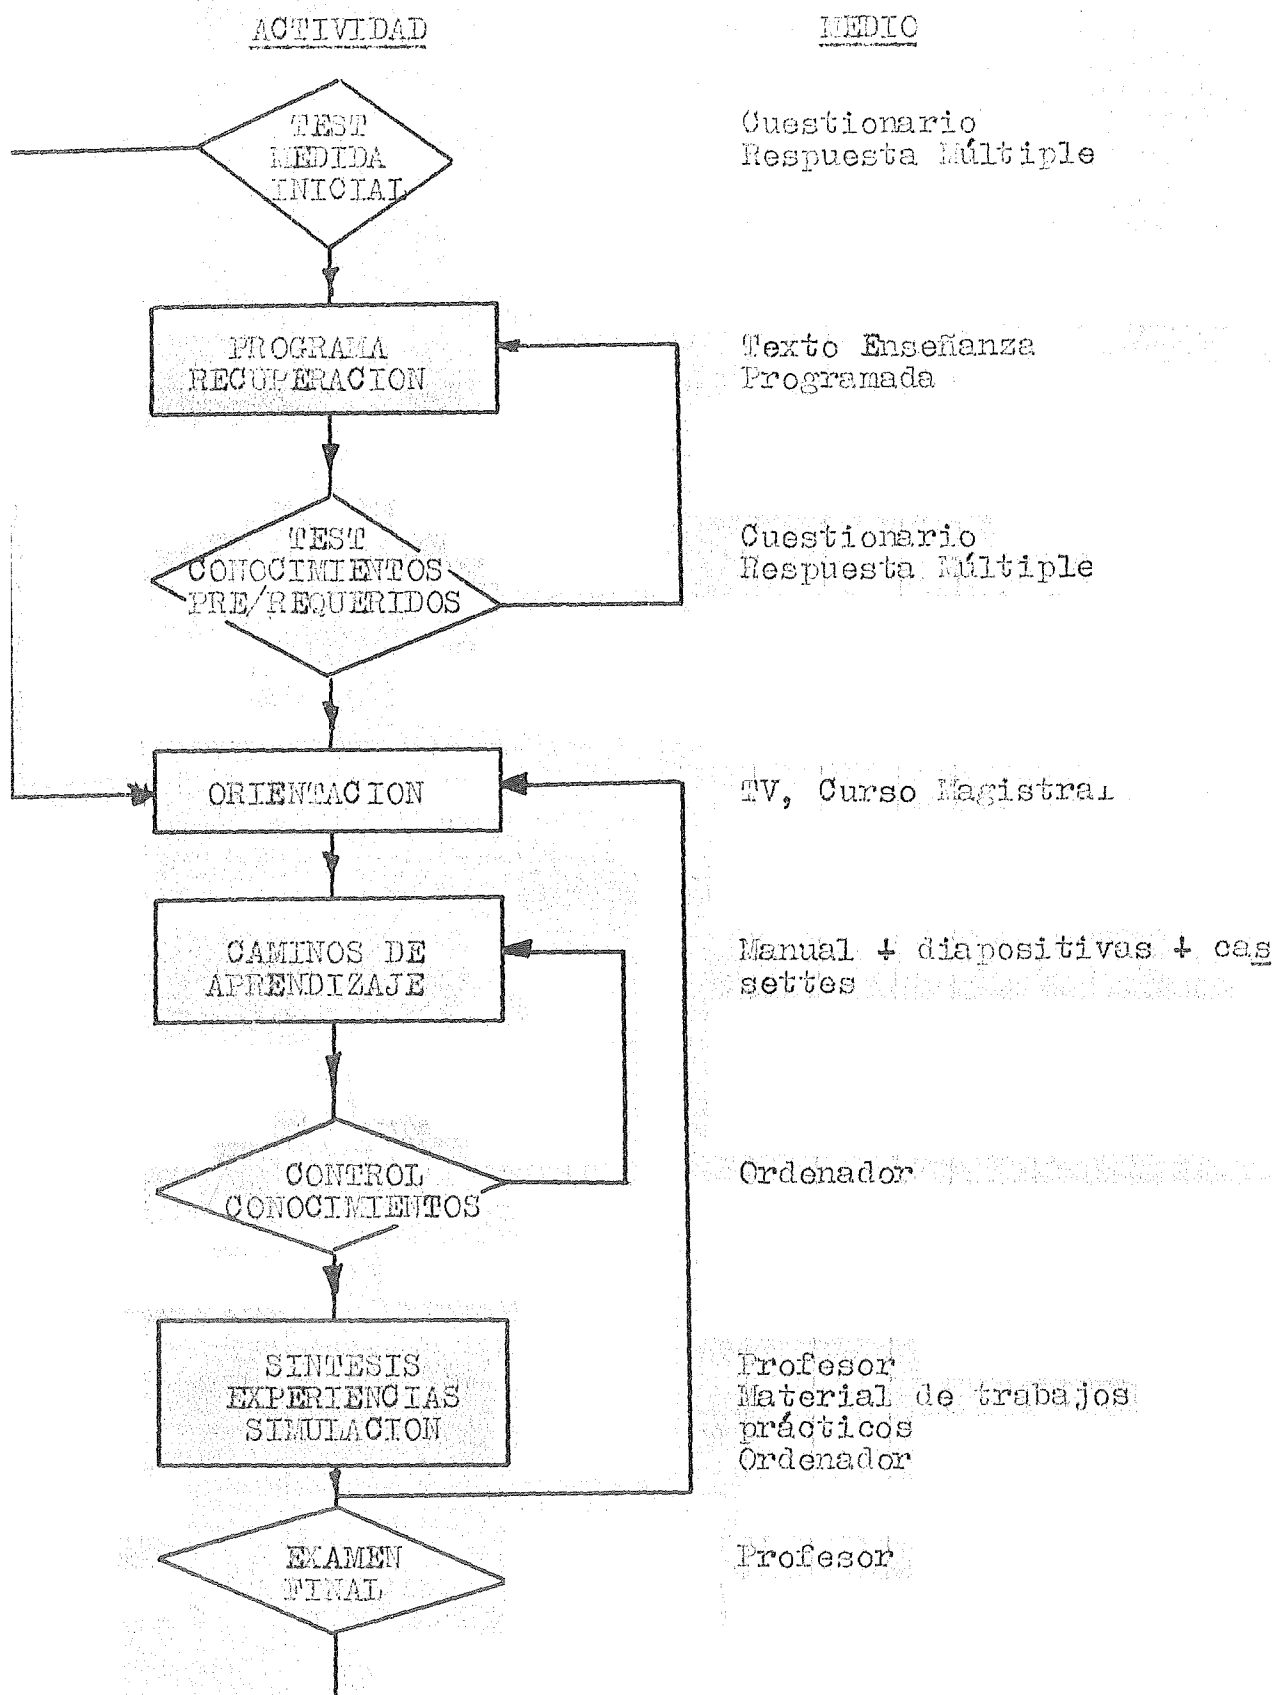 ACTIVIDAD
MEDIO
TEST
MEDIDA
INICIAL
Cuestionario
Respuesta Múltiple
PROGRAMA
RECUPERACION
Texto Enseñanza
Programada
TEST
CONOCIMIENTOS
PRE/REQUERIDOS
Cuestionario
Respuesta Múltiple
ORIENTACION
TV, Curso Magistral
CAMINOS DE
APRENDIZAJE
Manual + diapositivas + cas
settes
CONTROL
CONOCIMIENTOS
Ordenador
SINTESIS
EXPERIENCIAS
SIMULACION
Profesor
Material de trabajos
prácticos
Ordenador
EXAMEN
FINAL
Profesor